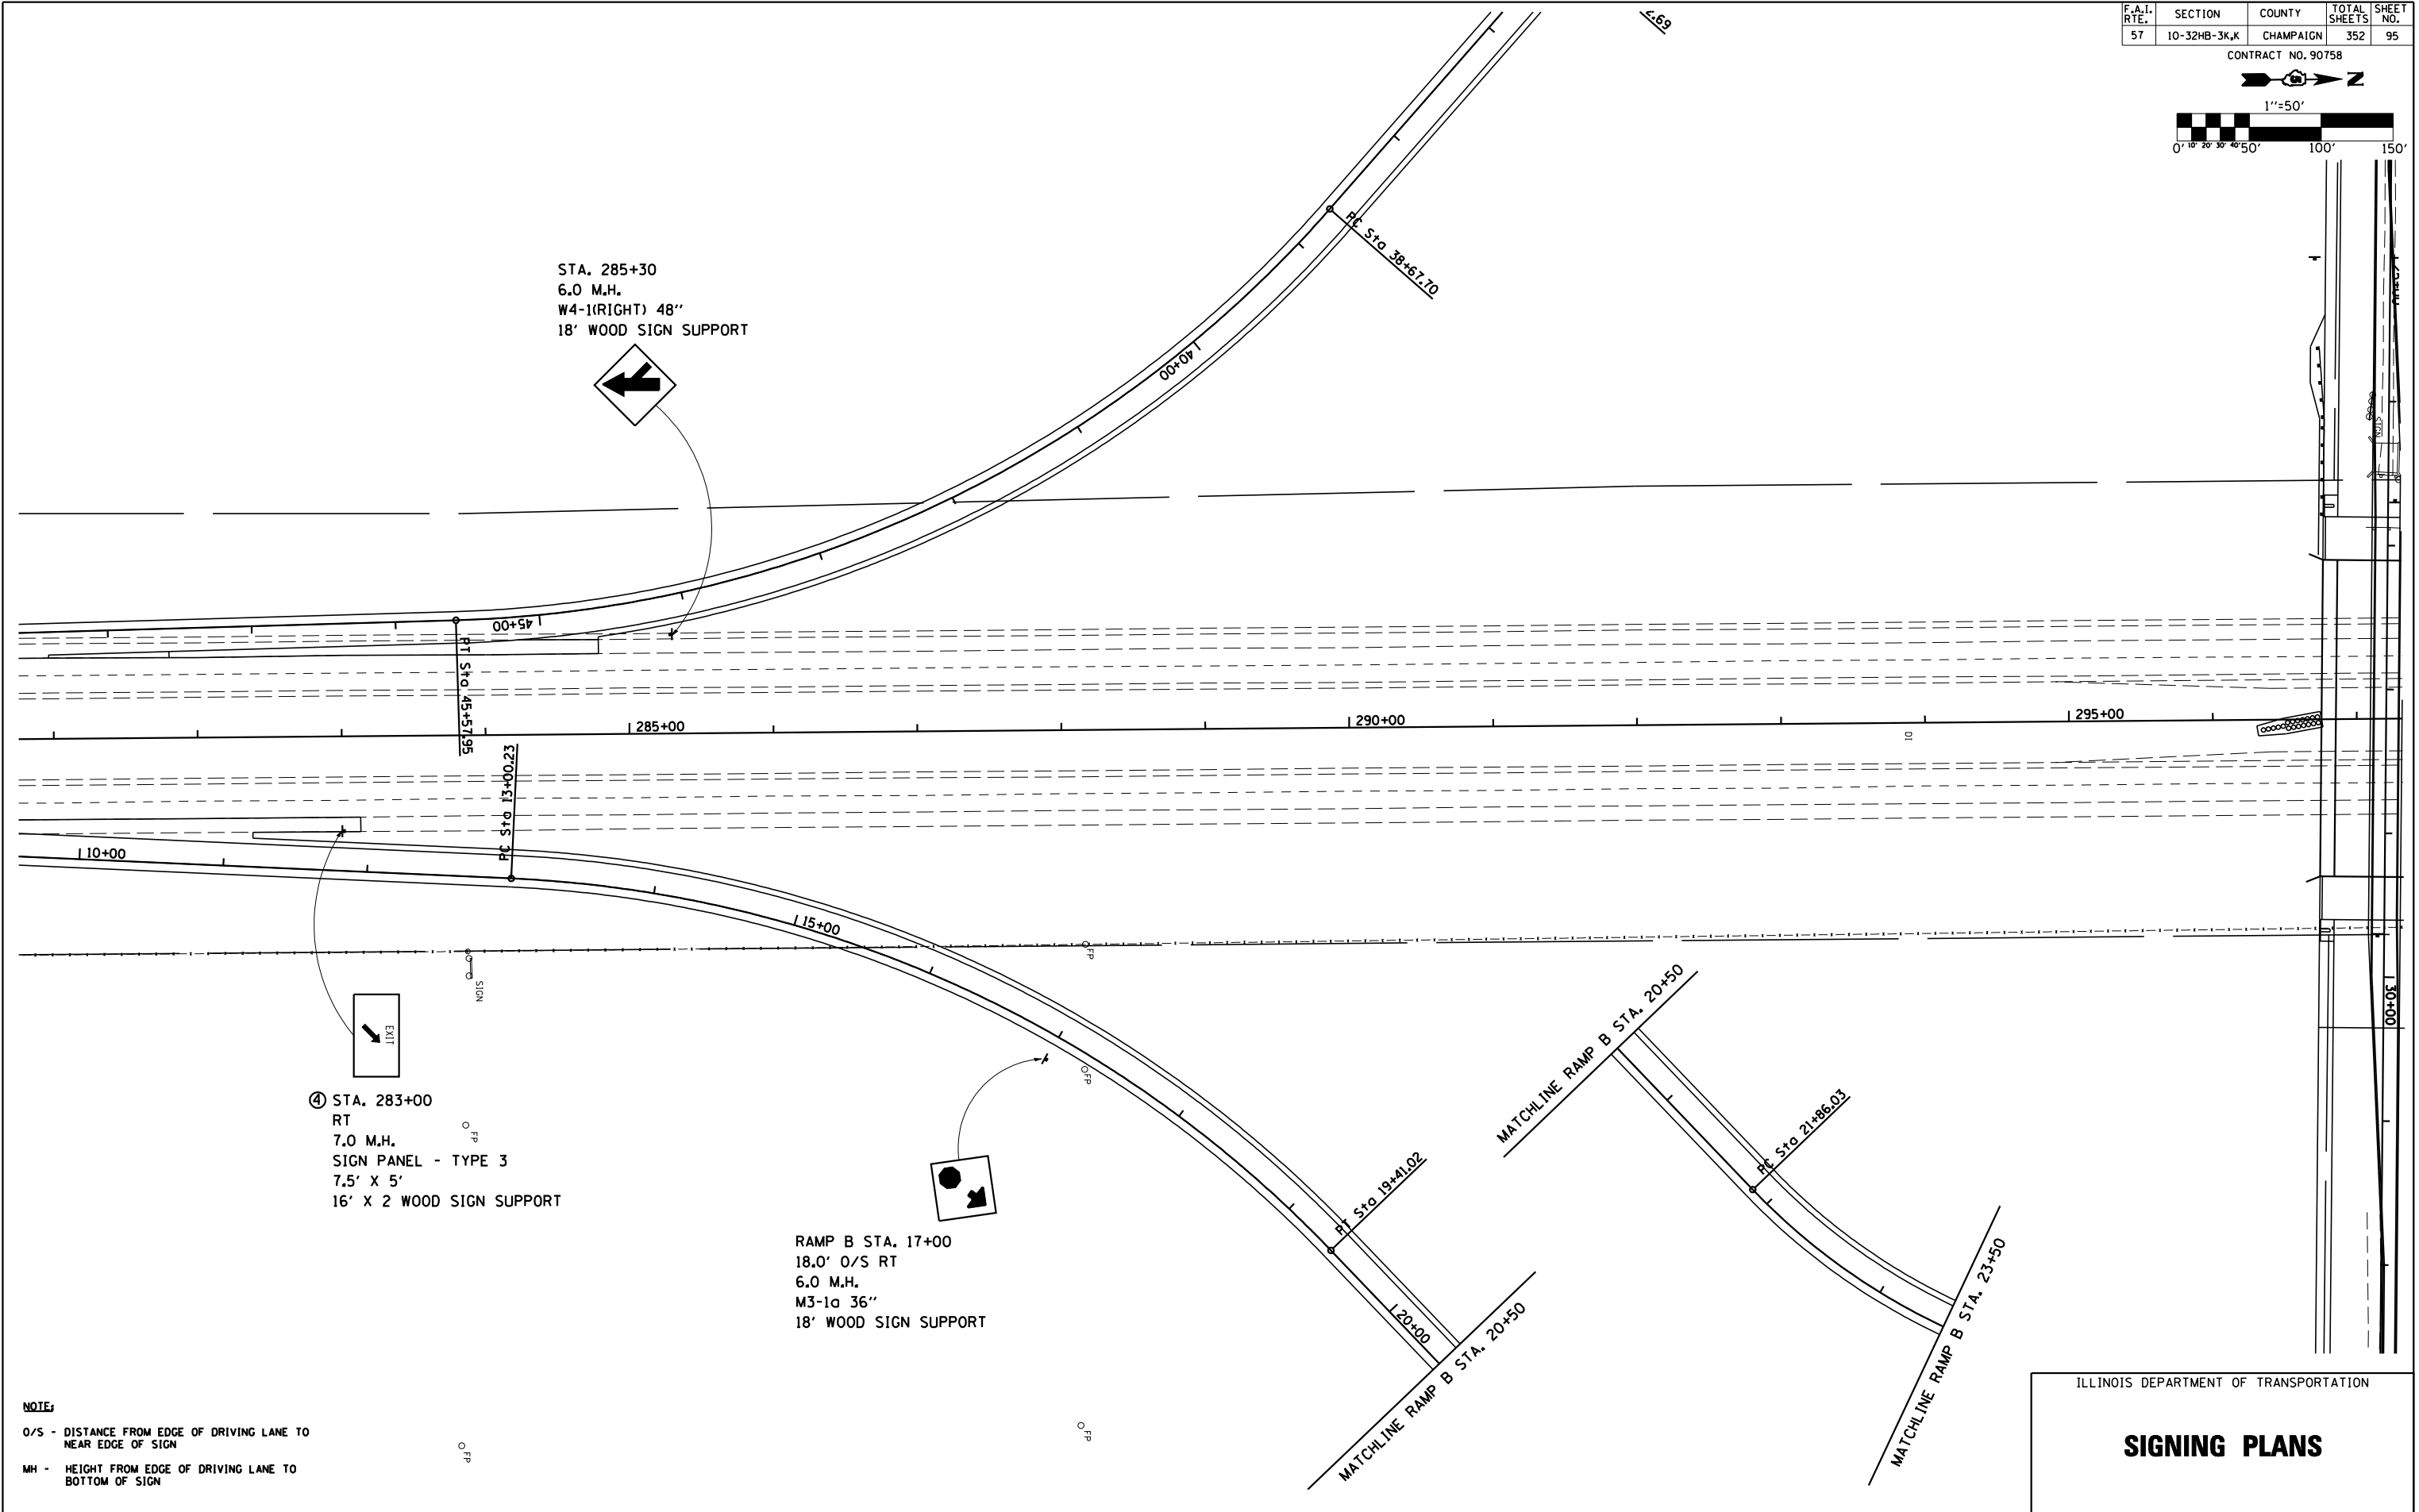 2.69
F.A.I. RTE. SECTION COUNTY TOTAL SHEETS SHEET NO.
57 10-32HB-3K,K CHAMPAIGN 352 95
CONTRACT NO. 90758
N
1''=50'
0' 10' 20' 30' 40' 50' 100' 150'
STA. 285+30
6.0 M.H.
W4-1(RIGHT) 48''
18' WOOD SIGN SUPPORT
PC Sta 38+67.70
40+00
SIGN
45+00
PT Sta 45+57.95
285+00
290+00
295+00
DI
PC Sta 13+00.23
10+00
15+00
FP
SIGN
30+00
EXIT
4 STA. 283+00
RT
7.0 M.H.
SIGN PANEL - TYPE 3
7.5' X 5'
16' X 2 WOOD SIGN SUPPORT
FP
FP
RAMP B STA. 17+00
18.0' O/S RT
6.0 M.H.
M3-1a 36''
18' WOOD SIGN SUPPORT
MATCHLINE RAMP B STA. 20+50
PC Sta 21+86.03
PT Sta 19+41.02
20+00
MATCHLINE RAMP B STA. 20+50
MATCHLINE RAMP B STA. 23+50
FP
FP
NOTE:
O/S - DISTANCE FROM EDGE OF DRIVING LANE TO
NEAR EDGE OF SIGN
MH - HEIGHT FROM EDGE OF DRIVING LANE TO
BOTTOM OF SIGN
ILLINOIS DEPARTMENT OF TRANSPORTATION
SIGNING PLANS